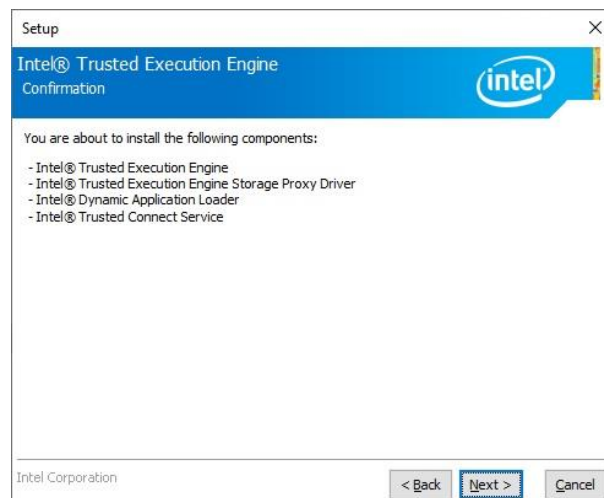 Setup
Intel® Trusted Execution Engine
Confirmation
intel
You are about to install the following components:
- Intel® Trusted Execution Engine
- Intel® Trusted Execution Engine Storage Proxy Driver
- Intel® Dynamic Application Loader
- Intel® Trusted Connect Service
Intel Corporation
< Back
Next >
Cancel